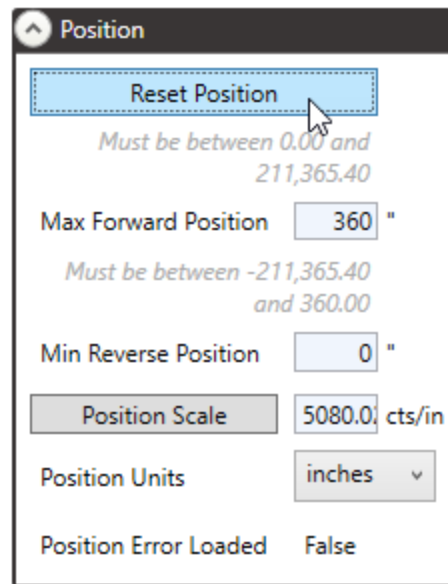 Position
Reset Position
Must be between 0.00 and
211,365.40
Max Forward Position 360 "
Must be between -211,365.40
and 360.00
Min Reverse Position 0 "
Position Scale 5080.02 cts/in
Position Units inches
Position Error Loaded False